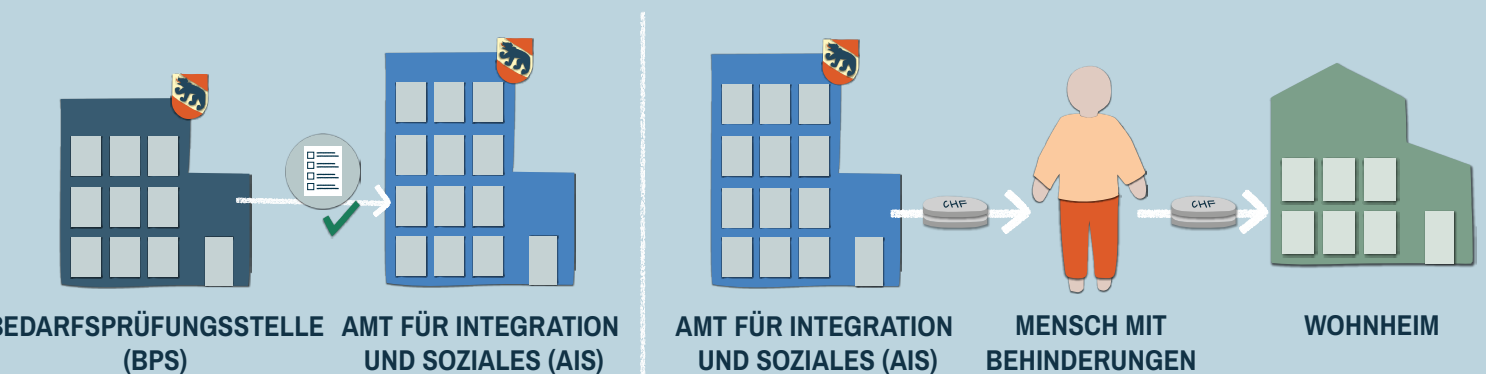 CHF
CHF
BEDARFSPRÜFUNGSSTELLE
(BPS)
AMT FÜR INTEGRATION
UND SOZIALES (AIS)
AMT FÜR INTEGRATION
UND SOZIALES (AIS)
MENSCH MIT
BEHINDERUNGEN
WOHNHEIM